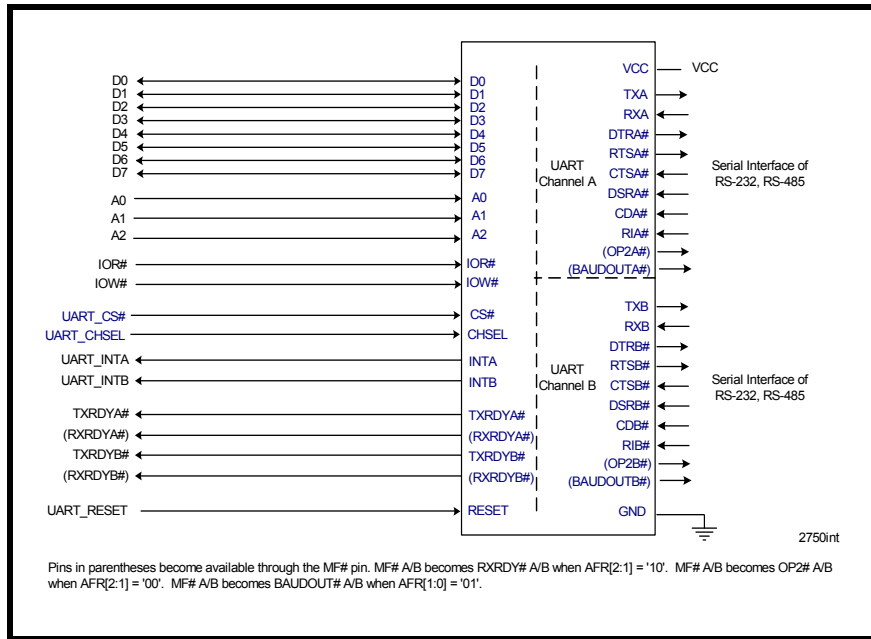 VCC VCC
D0 D0
D1 D1
D2 D2
D3 D3
D4 D4
D5 D5
D6 D6
D7 D7
A0 A0
A1 A1
A2 A2
IOR# IOR#
IOW# IOW#
UART_CS# CS#
UART_CHSEL CHSEL
UART_INTA INTA
UART_INTB INTB
TXRDYA# TXRDYA#
(RXRDYA#) (RXRDYA#)
TXRDYB# TXRDYB#
(RXRDYB#) (RXRDYB#)
UART_RESET RESET
UART
Channel A
TXA
RXA
DTRA#
RTSA#
CTSA#
DSRA#
CDA#
RIA#
(OP2A#)
(BAUDOUTA#)
Serial Interface of
RS-232, RS-485
UART
Channel B
TXB
RXB
DTRB#
RTSB#
CTSB#
DSRB#
CDB#
RIB#
(OP2B#)
(BAUDOUTB#)
GND
Serial Interface of
RS-232, RS-485
2750int
Pins in parentheses become available through the MF# pin. MF# A/B becomes RXRDY# A/B when AFR[2:1] = '10'. MF# A/B becomes OP2# A/B
when AFR[2:1] = '00'. MF# A/B becomes BAUDOUT# A/B when AFR[1:0] = '01'.